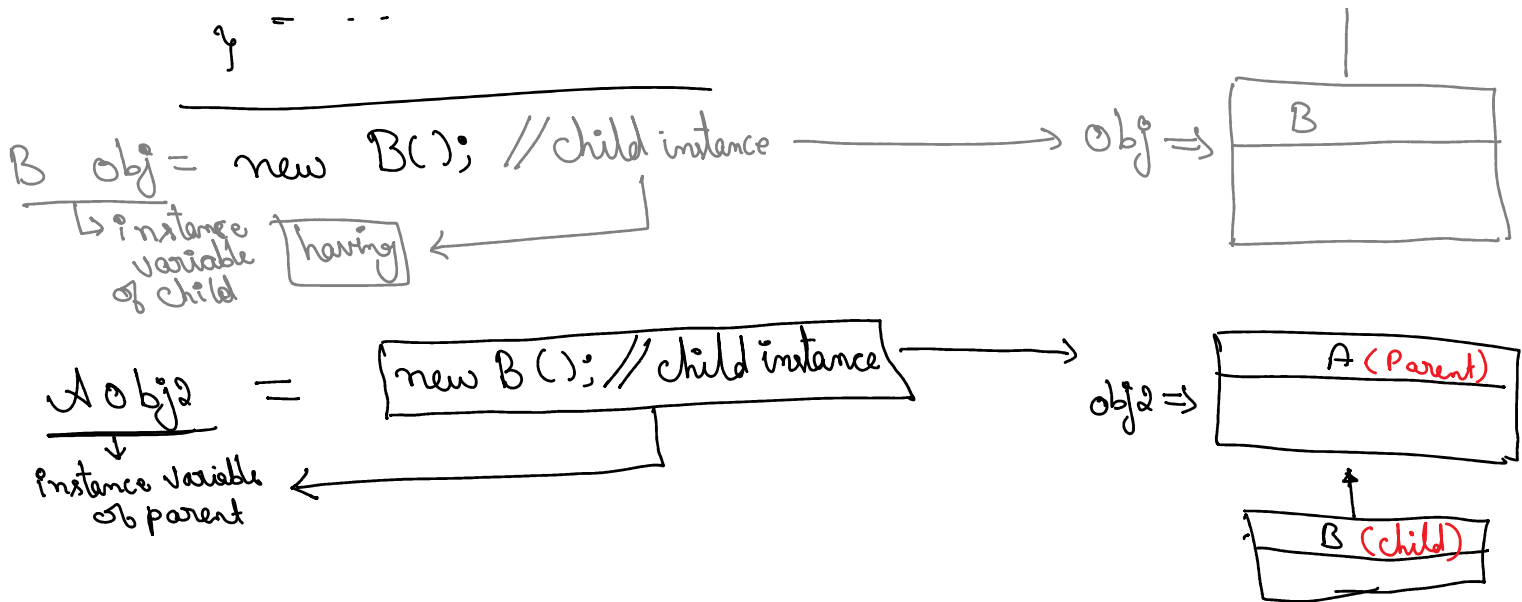 }
B obj = new B(); // child instance
obj ⇒
B
instance
variable
of child
having
A obj2 = new B(); // child instance
obj2 ⇒
A (Parent)
instance variable
of parent
B (child)